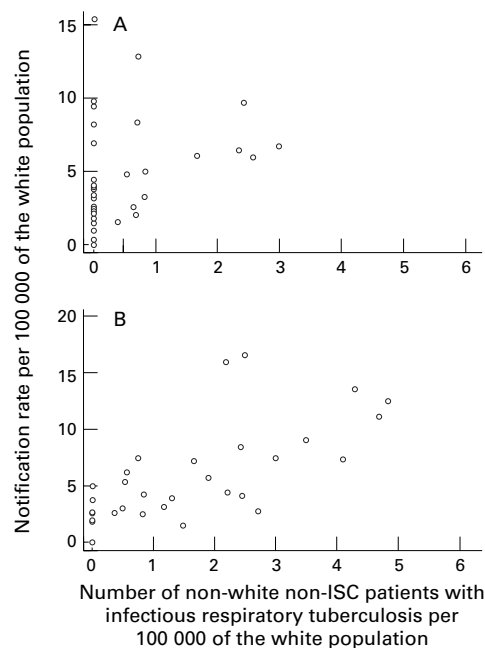 Notification rate per 100 000 of the white population
A
15
10
5
0
0 1 2 3 4 5 6
B
20
15
10
5
0
0 1 2 3 4 5 6
Number of non-white non-ISC patients with
infectious respiratory tuberculosis per
100 000 of the white population